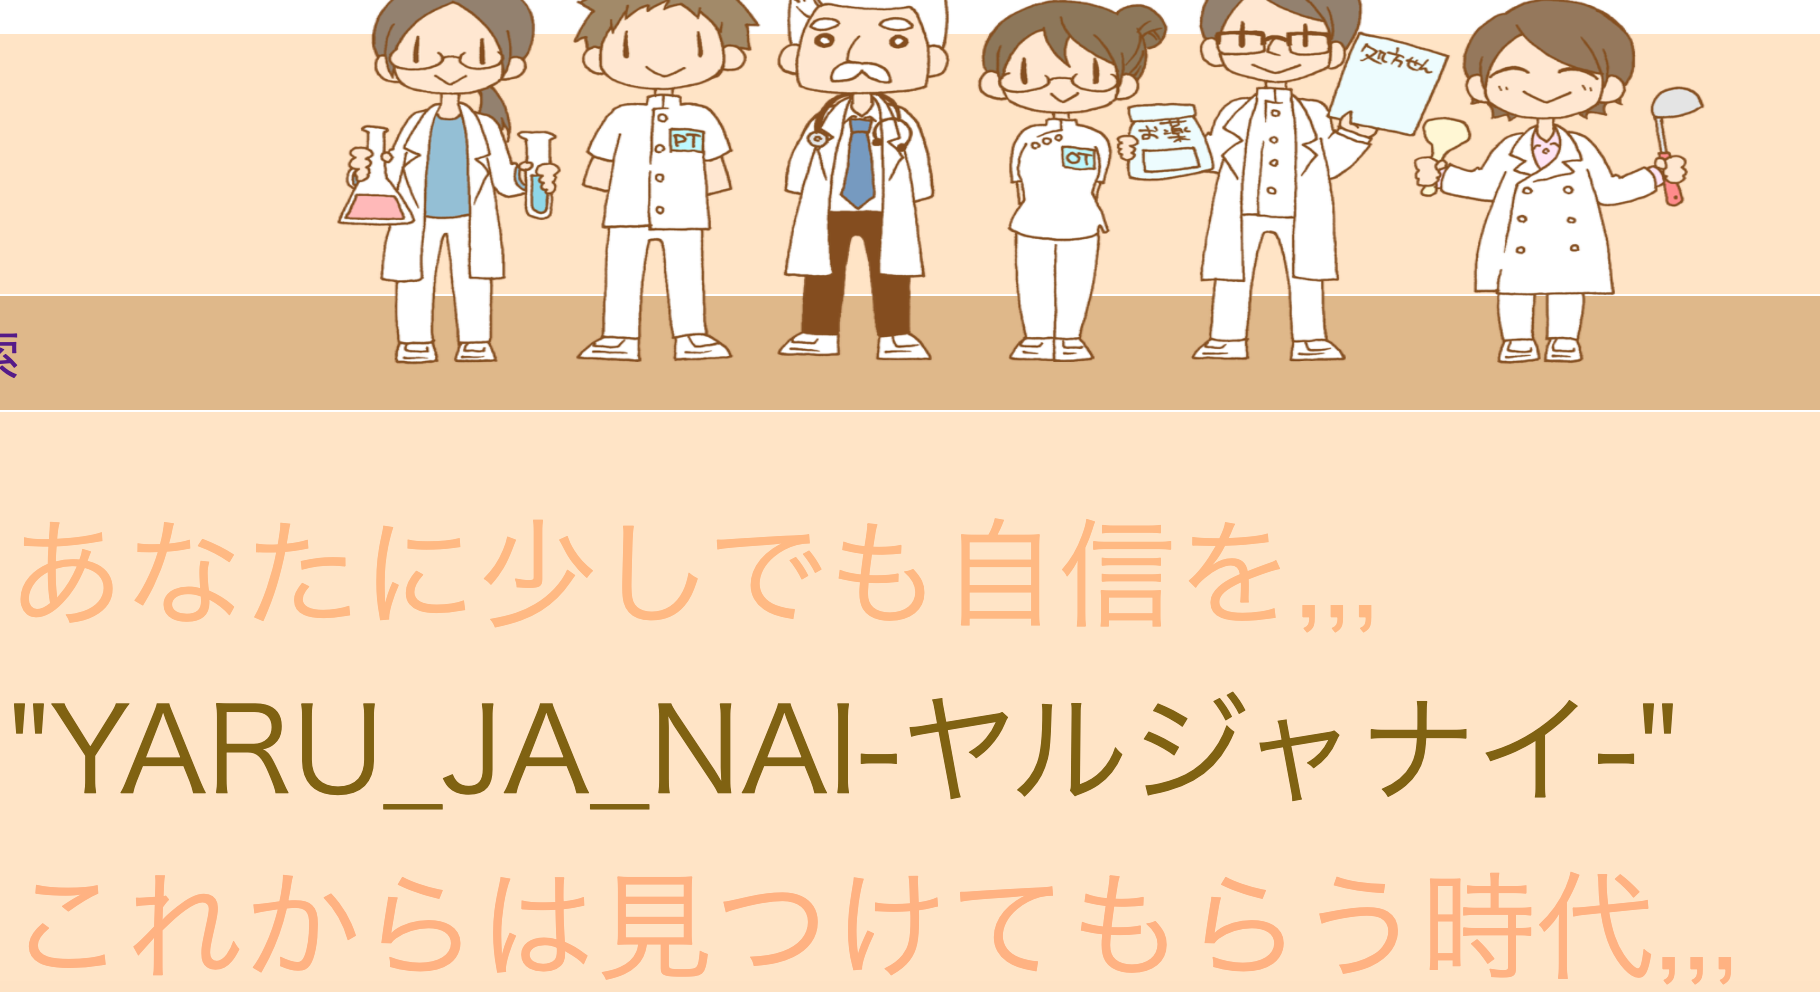 処方せん
PT
お薬
OT
索
あなたに少しでも自信を,,,
"YARU_JA_NAI-ヤルジャナイ-"
これからは見つけてもらう時代,,,